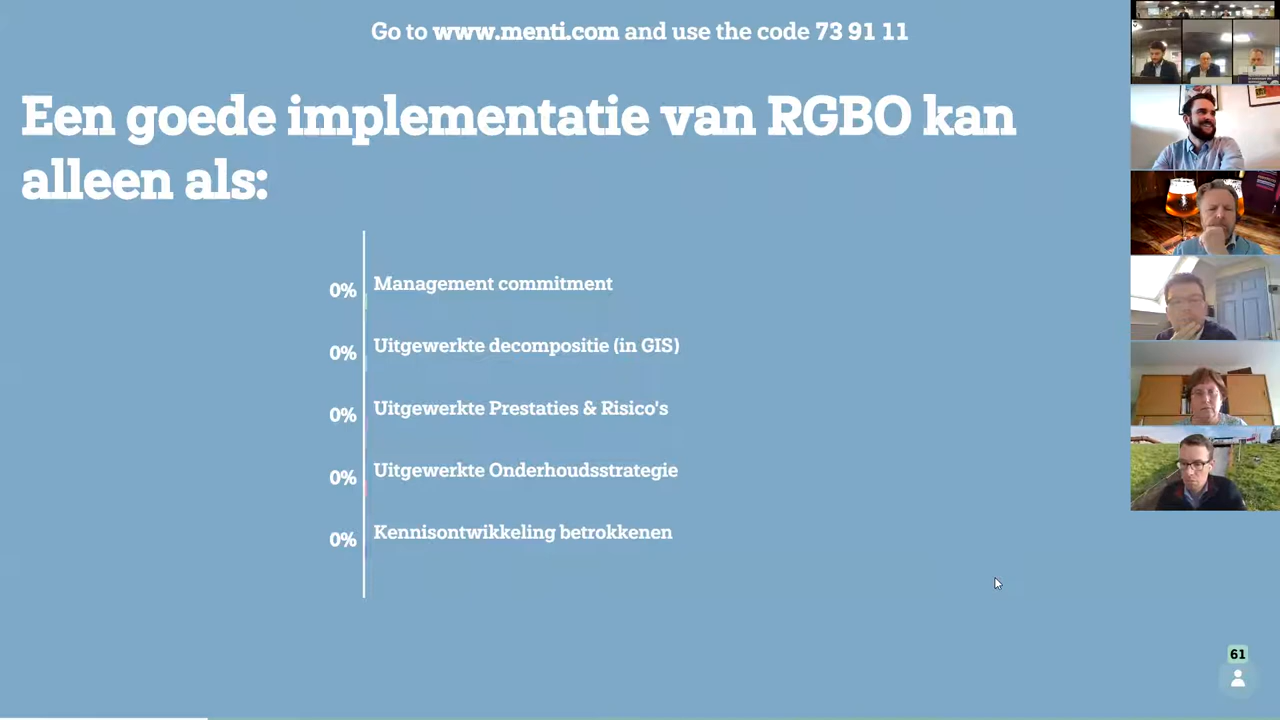 Go to www.menti.com and use the code 73 91 11
Een goede implementatie van RGBO kan
alleen als:
0% Management commitment
0% Uitgewerkte decompositie (in GIS)
0% Uitgewerkte Prestaties & Risico's
0% Uitgewerkte Onderhoudsstrategie
0% Kennisontwikkeling betrokkenen
61